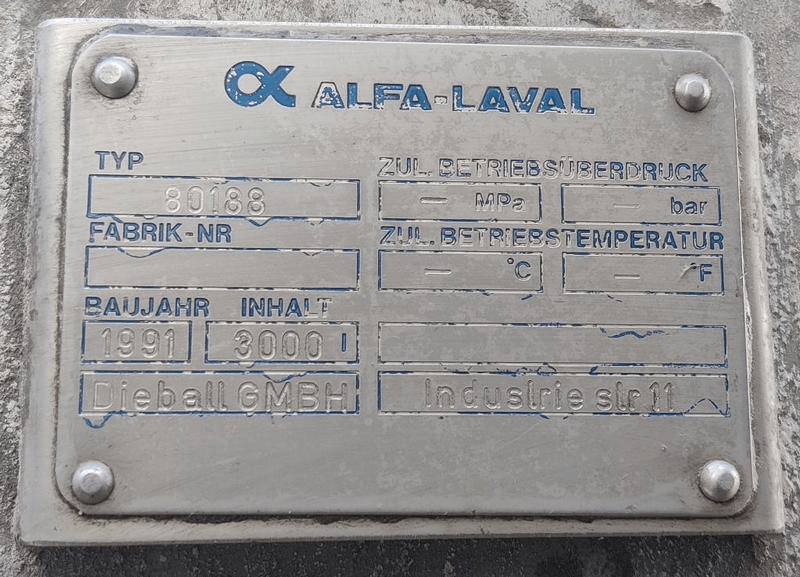 ALFA-LAVAL
TYP ZUL. BETRIEBSÜBERDRUCK
80188 — MPa — bar
FABRIK-NR ZUL. BETRIEBSTEMPERATUR
— °C — °F
BAUJAHR INHALT
1991 3000 l
Dieball GMBH Industrie str 11